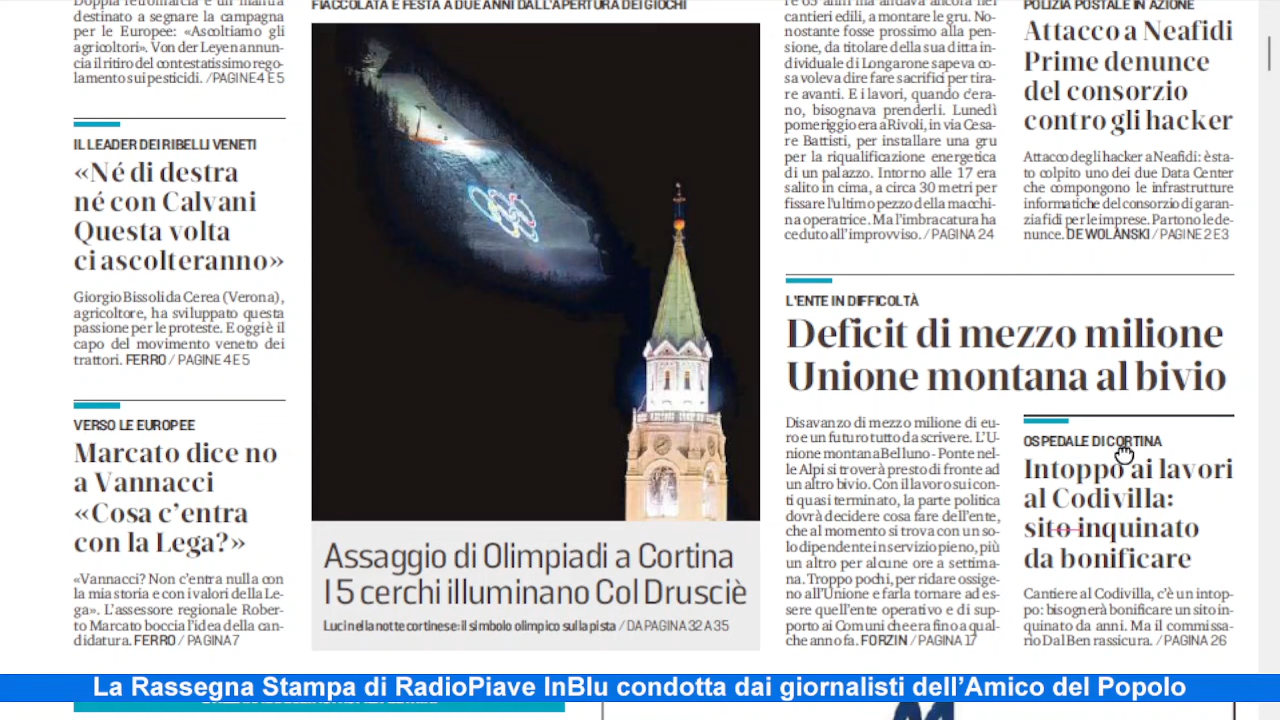 Doppia retromarcia e un mantra
destinato a segnare la campagna
per le Europee: «Ascoltiamo gli
agricoltori». Von der Leyen annun-
cia il ritiro del contestatissimo rego-
lamento sui pesticidi. / PAGINE 4 E 5
IL LEADER DEI RIBELLI VENETI
«Né di destra
né con Calvani
Questa volta
ci ascolteranno»
Giorgio Bissoli da Cerea (Verona),
agricoltore, ha sviluppato questa
passione per le proteste. E oggi è il
capo del movimento veneto dei
trattori. FERRO / PAGINE 4 E 5
VERSO LE EUROPEE
Marcato dice no
a Vannacci
«Cosa c'entra
con la Lega?»
«Vannacci? Non c'entra nulla con
la mia storia e con i valori della Le-
ga». L'assessore regionale Rober-
to Marcato boccia l'idea della can-
didatura. FERRO / PAGINA 7
FIACCOLATA E FESTA A DUE ANNI DALL'APERTURA DEI GIOCHI
Assaggio di Olimpiadi a Cortina
I 5 cerchi illuminano Col Drusciè
Luci nella notte cortinese: il simbolo olimpico sulla pista / DA PAGINA 32 A 35
re 65 anni ma andava ancora nei
cantieri edili, a montare le gru. No-
nostante fosse prossimo alla pen-
sione, da titolare della sua ditta in-
dividuale di Longarone sapeva co-
sa voleva dire fare sacrifici per tira-
re avanti. E i lavori, quando c'era-
no, bisognava prenderli. Lunedì
pomeriggio era a Rivoli, in via Cesa-
re Battisti, per installare una gru
per la riqualificazione energetica
di un palazzo. Intorno alle 17 era
salito in cima, a circa 30 metri per
fissare l'ultimo pezzo della macchi-
na operatrice. Ma l'imbracatura ha
ceduto all'improvviso. / PAGINA 24
POLIZIA POSTALE IN AZIONE
Attacco a Neafidi
Prime denunce
del consorzio
contro gli hacker
Attacco degli hacker a Neafidi: è sta-
to colpito uno dei due Data Center
che compongono le infrastrutture
informatiche del consorzio di garan-
zia fidi per le imprese. Partono le de-
nunce. DE WOLANSKI / PAGINE 2 E 3
L'ENTE IN DIFFICOLTÀ
Deficit di mezzo milione
Unione montana al bivio
Disavanzo di mezzo milione di eu-
ro e un futuro tutto da scrivere. L'U-
nione montana Belluno - Ponte nel-
le Alpi si troverà presto di fronte ad
un altro bivio. Con il lavoro sui con-
ti quasi terminato, la parte politica
dovrà decidere cosa fare dell'ente,
che al momento si trova con un so-
lo dipendente in servizio pieno, più
un altro per alcune ore a settima-
na. Troppo pochi, per ridare ossige-
no all'Unione e farla tornare ad es-
sere quell'ente operativo e di sup-
porto ai Comuni che era fino a qual-
che anno fa. FORZIN / PAGINA 17
OSPEDALE DI CORTINA
Intoppo ai lavori
al Codivilla:
sito inquinato
da bonificare
Cantiere al Codivilla, c'è un intop-
po: bisognerà bonificare un sito in-
quinato da anni. Ma il commissa-
rio Dal Ben rassicura. / PAGINA 26
La Rassegna Stampa di RadioPiave InBlu condotta dai giornalisti dell'Amico del Popolo